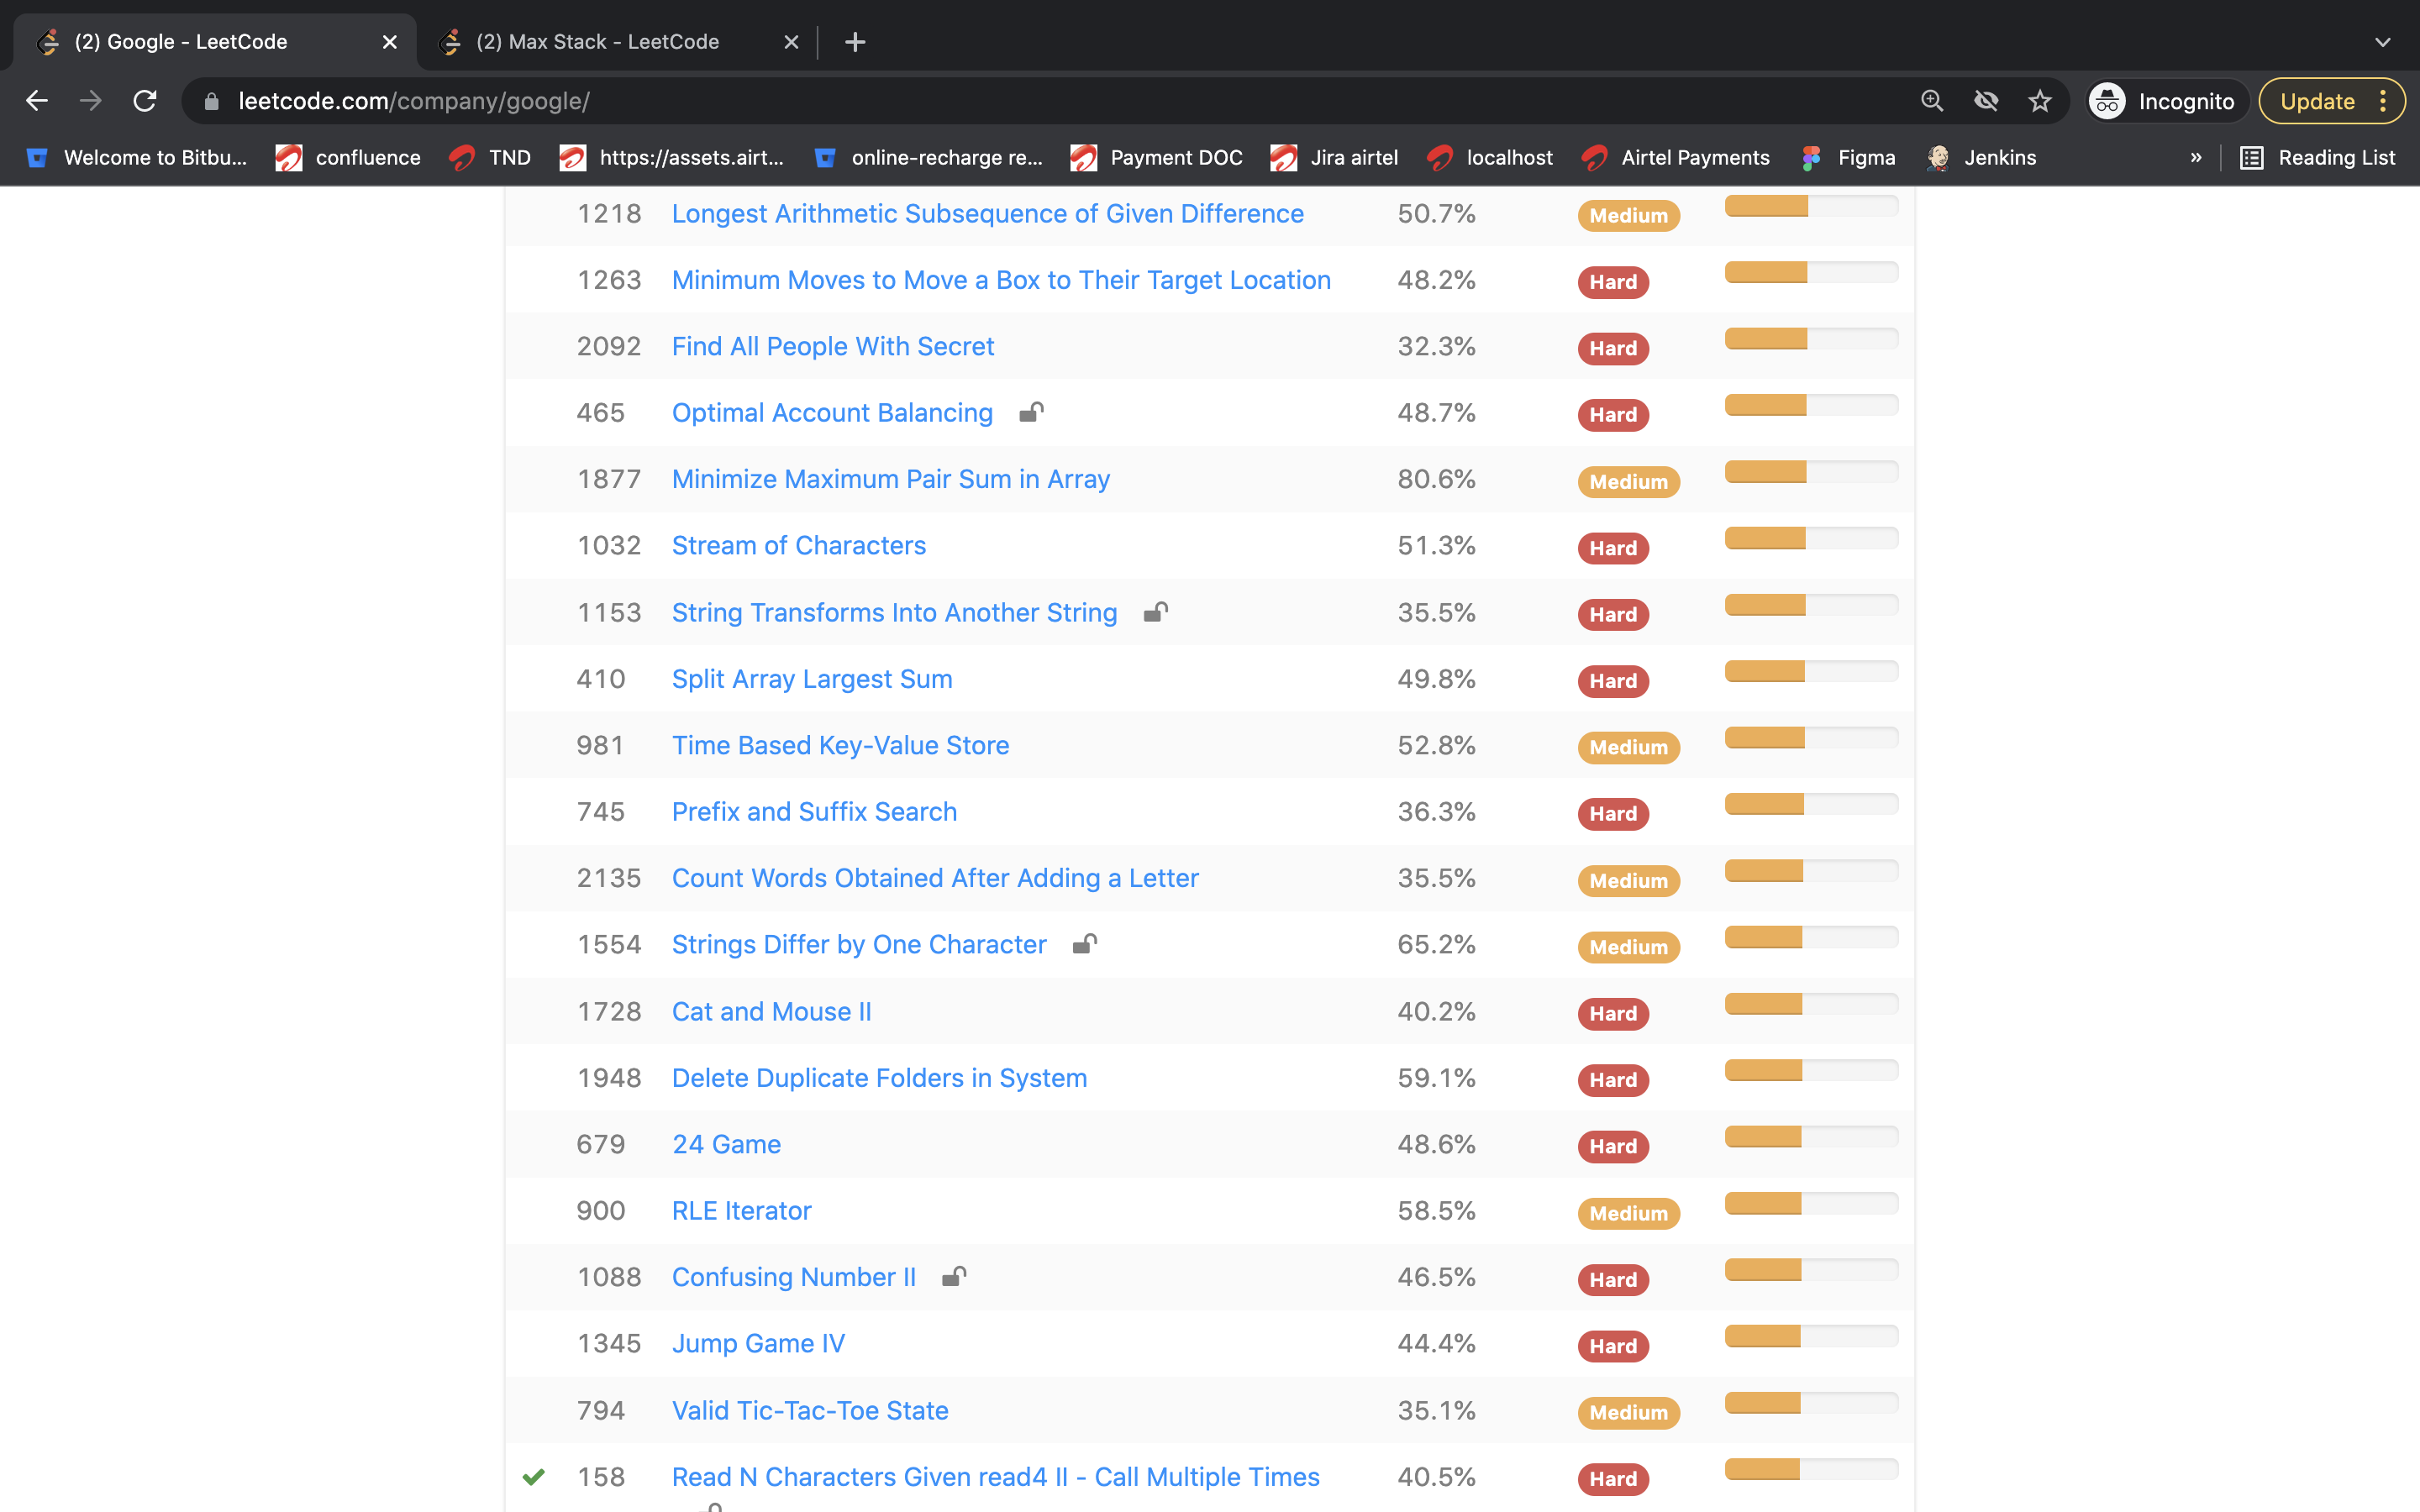 (2) Google - LeetCode
(2) Max Stack - LeetCode
leetcode.com/company/google/
Incognito
Update
Welcome to Bitbu...
confluence
TND
https://assets.airt...
online-recharge re...
Payment DOC
Jira airtel
localhost
Airtel Payments
Figma
Jenkins
»
Reading List
1218 Longest Arithmetic Subsequence of Given Difference 50.7% Medium
1263 Minimum Moves to Move a Box to Their Target Location 48.2% Hard
2092 Find All People With Secret 32.3% Hard
465 Optimal Account Balancing 48.7% Hard
1877 Minimize Maximum Pair Sum in Array 80.6% Medium
1032 Stream of Characters 51.3% Hard
1153 String Transforms Into Another String 35.5% Hard
410 Split Array Largest Sum 49.8% Hard
981 Time Based Key-Value Store 52.8% Medium
745 Prefix and Suffix Search 36.3% Hard
2135 Count Words Obtained After Adding a Letter 35.5% Medium
1554 Strings Differ by One Character 65.2% Medium
1728 Cat and Mouse II 40.2% Hard
1948 Delete Duplicate Folders in System 59.1% Hard
679 24 Game 48.6% Hard
900 RLE Iterator 58.5% Medium
1088 Confusing Number II 46.5% Hard
1345 Jump Game IV 44.4% Hard
794 Valid Tic-Tac-Toe State 35.1% Medium
158 Read N Characters Given read4 II - Call Multiple Times 40.5% Hard